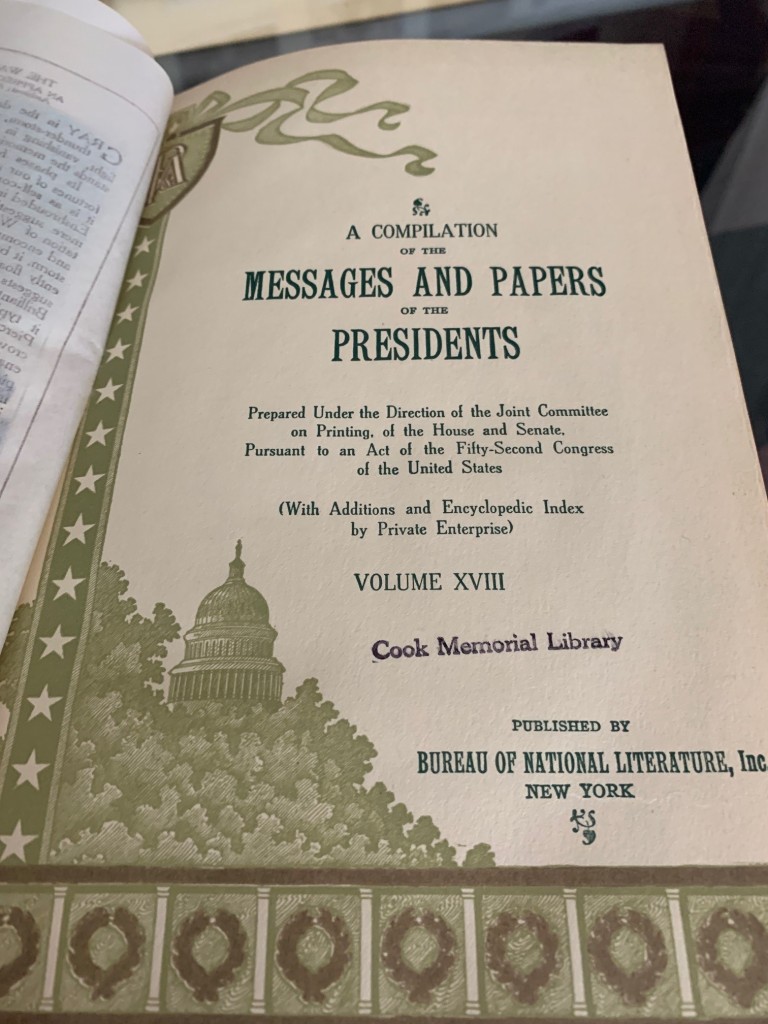 A COMPILATION
OF THE
MESSAGES AND PAPERS
OF THE
PRESIDENTS
Prepared Under the Direction of the Joint Committee
on Printing, of the House and Senate,
Pursuant to an Act of the Fifty-Second Congress
of the United States
(With Additions and Encyclopedic Index
by Private Enterprise)
VOLUME XVIII
Cook Memorial Library
PUBLISHED BY
BUREAU OF NATIONAL LITERATURE, Inc
NEW YORK